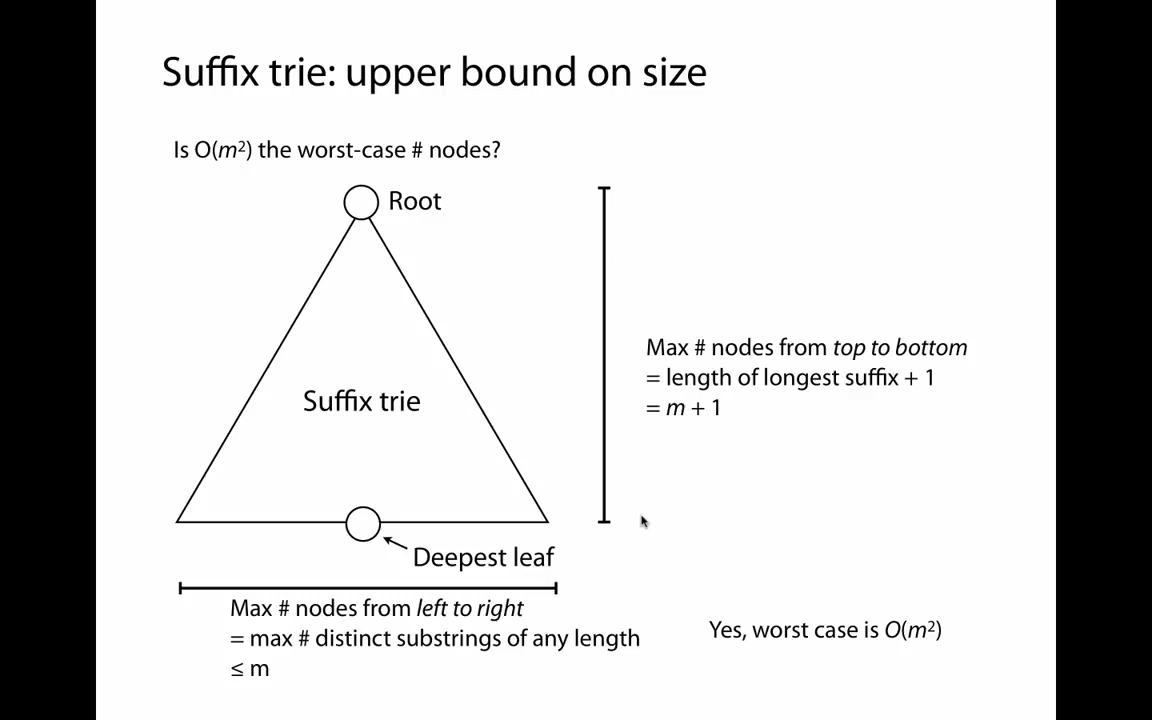 Suffix trie: upper bound on size
Is O(m²) the worst-case # nodes?
Root
Suffix trie
Max # nodes from top to bottom
= length of longest suffix + 1
= m + 1
Deepest leaf
Max # nodes from left to right
= max # distinct substrings of any length
≤ m
Yes, worst case is O(m²)